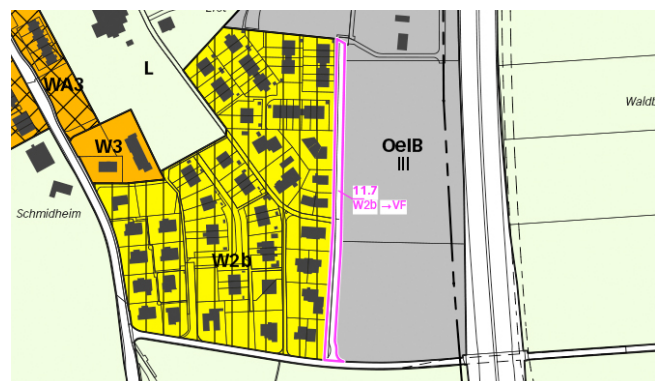 L
WA3
OeIB
III
Waldb
W3
11.7
W2b → VF
Schmidheim
W2b